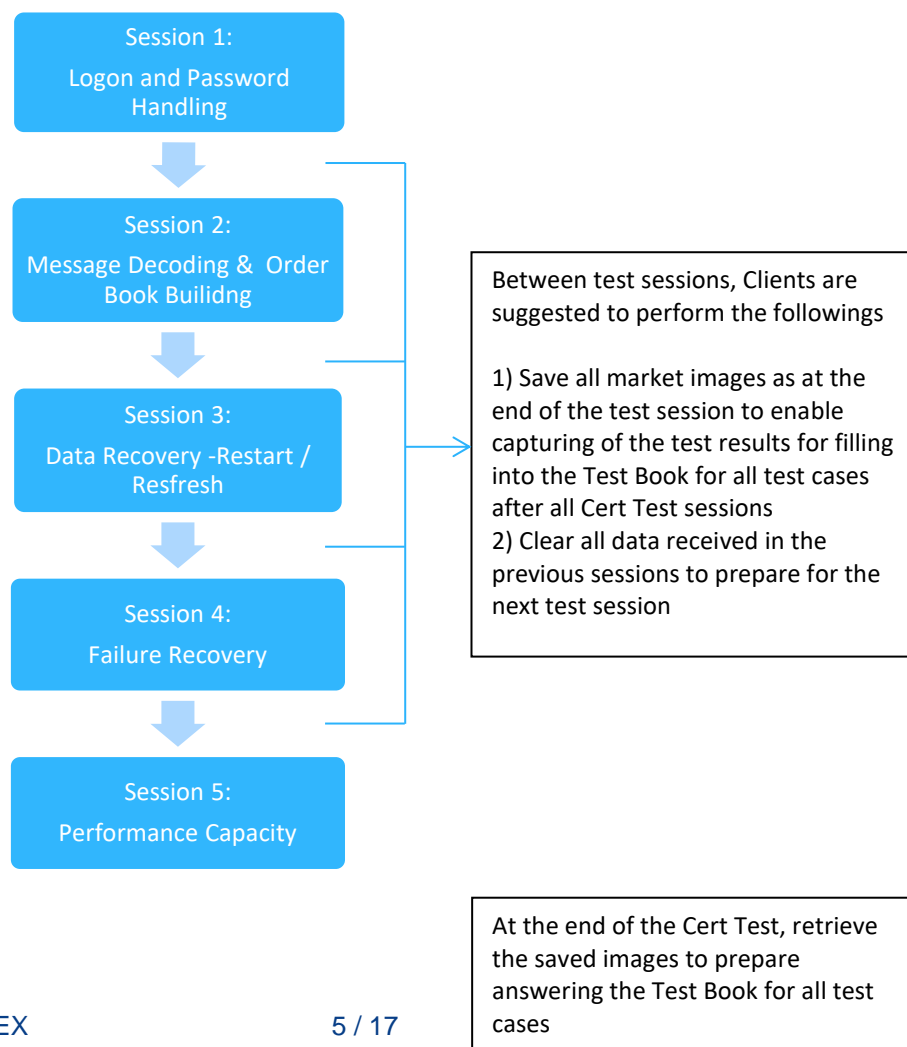 Session 1:
Logon and Password
Handling
Session 2:
Message Decoding & Order
Book Builidng
Session 3:
Data Recovery -Restart /
Resfresh
Session 4:
Failure Recovery
Session 5:
Performance Capacity
Between test sessions, Clients are
suggested to perform the followings
1) Save all market images as at the
end of the test session to enable
capturing of the test results for filling
into the Test Book for all test cases
after all Cert Test sessions
2) Clear all data received in the
previous sessions to prepare for the
next test session
At the end of the Cert Test, retrieve
the saved images to prepare
answering the Test Book for all test
cases
EX 5 / 17